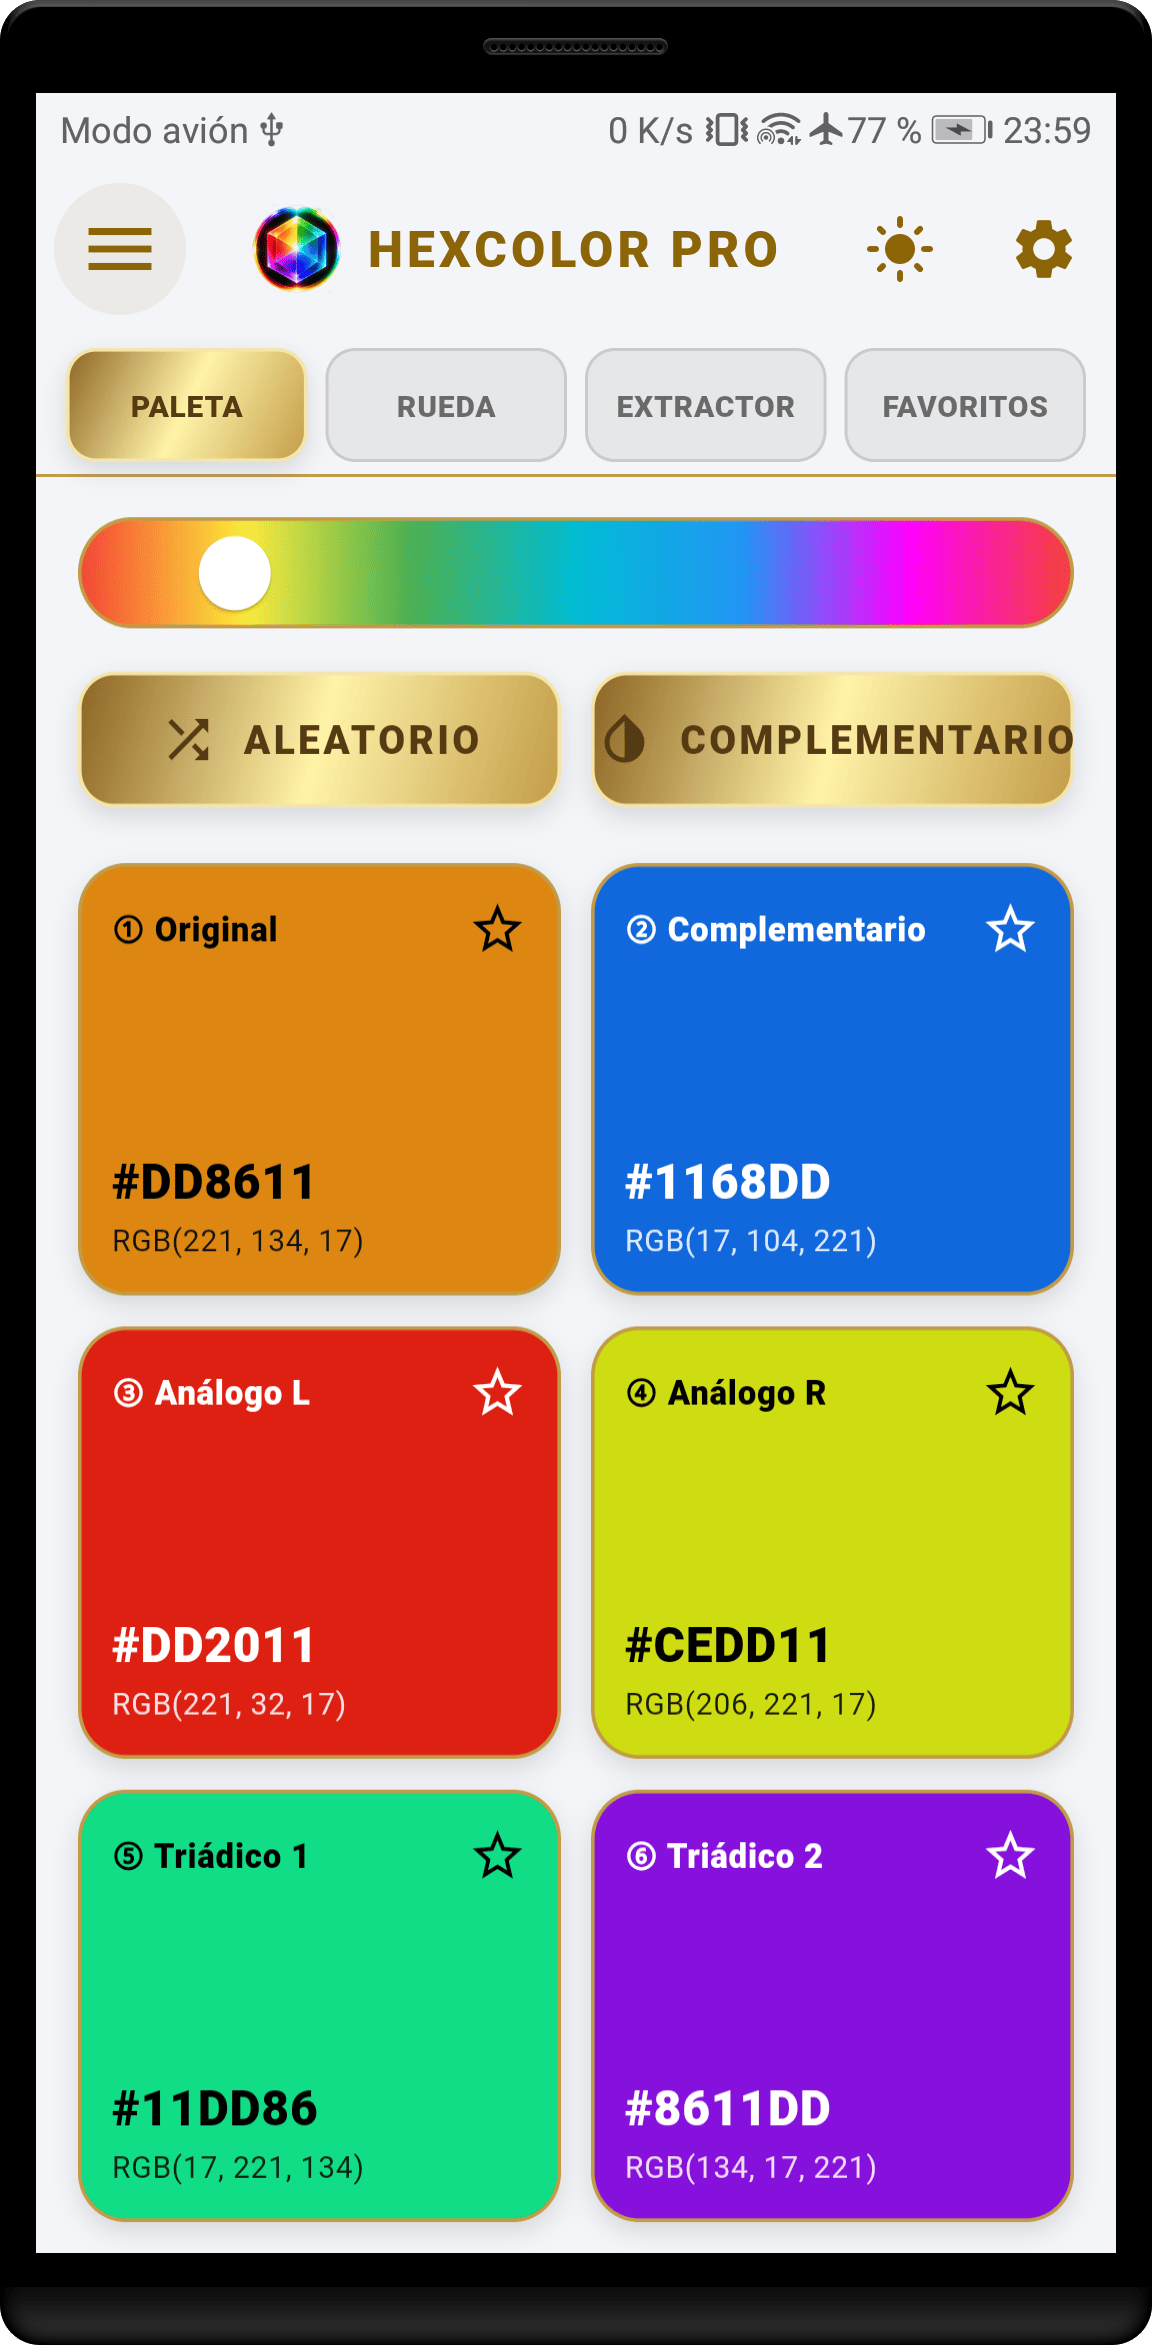 Modo avión 0 K/s 77 % 23:59
HEXCOLOR PRO
PALETA RUEDA EXTRACTOR FAVORITOS
ALEATORIO COMPLEMENTARIO
① Original ② Complementario
#DD8611 #1168DD
RGB(221, 134, 17) RGB(17, 104, 221)
③ Análogo L ④ Análogo R
#DD2011 #CEDD11
RGB(221, 32, 17) RGB(206, 221, 17)
⑤ Triádico 1 ⑥ Triádico 2
#11DD86 #8611DD
RGB(17, 221, 134) RGB(134, 17, 221)